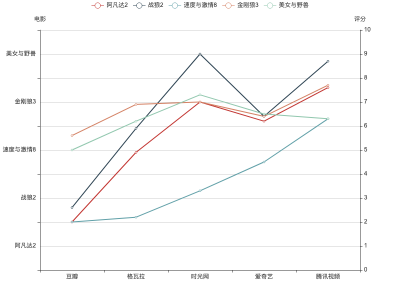 阿凡达2 战狼2 速度与激情8 金刚狼3 美女与野兽
电影 评分
10
美女与野兽 9
8
金刚狼3 7
6
速度与激情8 5
4
战狼2 3
2
阿凡达2 1
0
豆瓣 格瓦拉 时光网 爱奇艺 腾讯视频